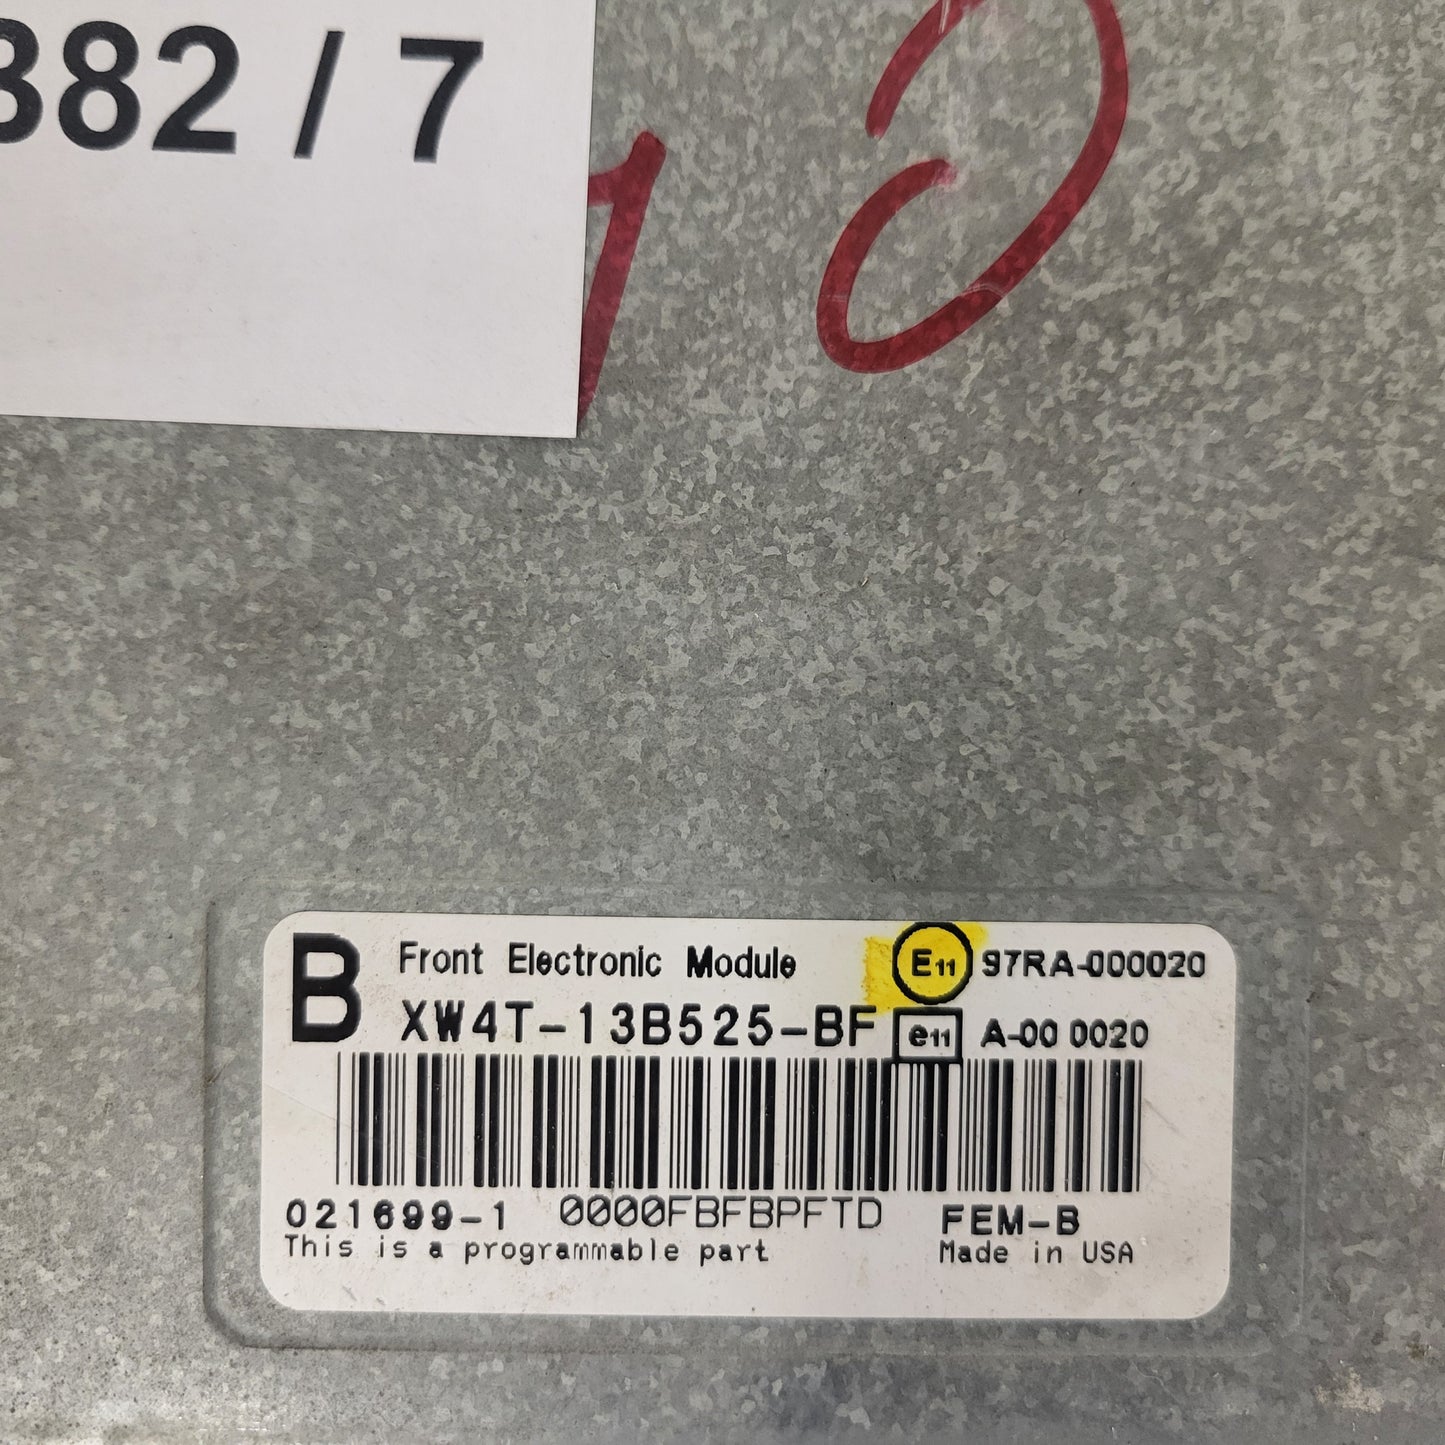 382 / 7
B
Front Electronic Module
E11
97RA-000020
XW4T-13B525-BF
e11
A-00 0020
021699-1 0000FBFBPFTD FEM-B
This is a programmable part Made in USA